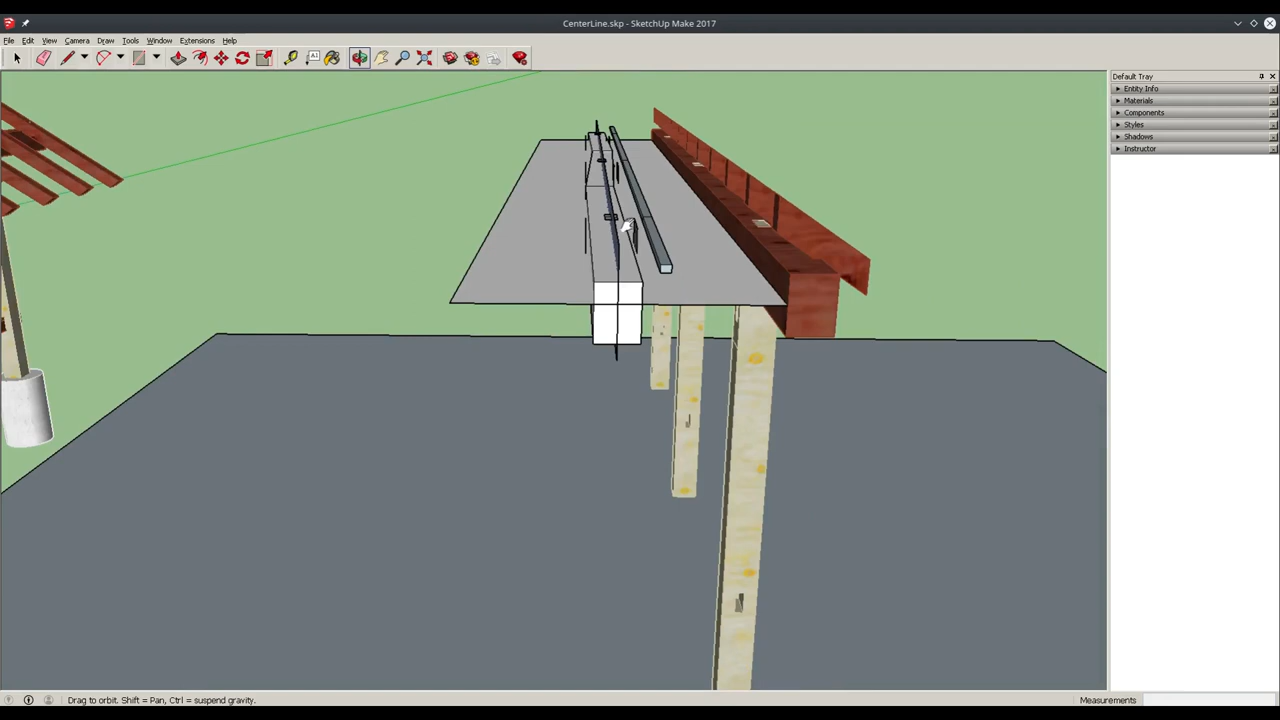 CenterLine.skp - SketchUp Make 2017
File Edit View Camera Draw Tools Window Extensions Help
A1
Default Tray
Entity Info
Materials
Components
Styles
Shadows
Instructor
Drag to orbit. Shift = Pan, Ctrl = suspend gravity.
Measurements